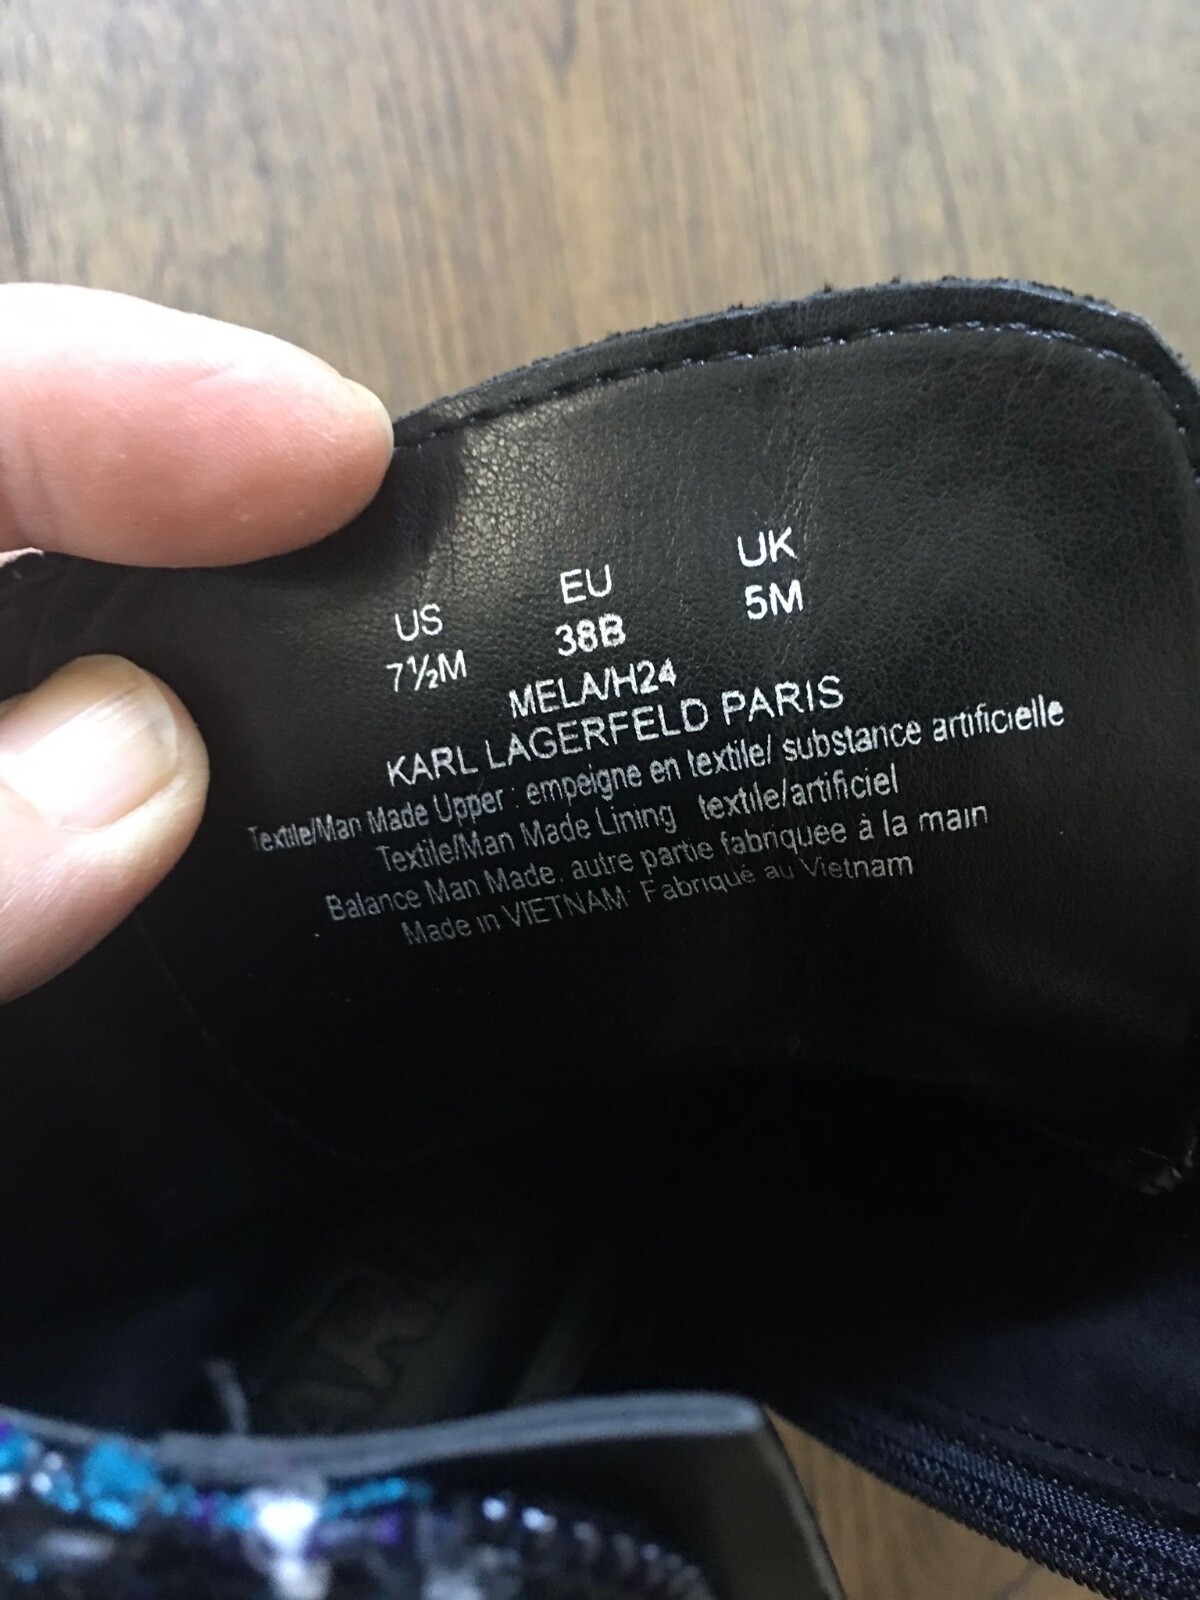 US EU UK
7½M 38B 5M
MELA/H24
KARL LAGERFELD PARIS
Textile/Man Made Upper : empeigne en textile/ substance artificielle
Textile/Man Made Lining textile/artificiel
Balance Man Made. autre partie fabriquee à la main
Made in VIETNAM: Fabriqué au Vietnam